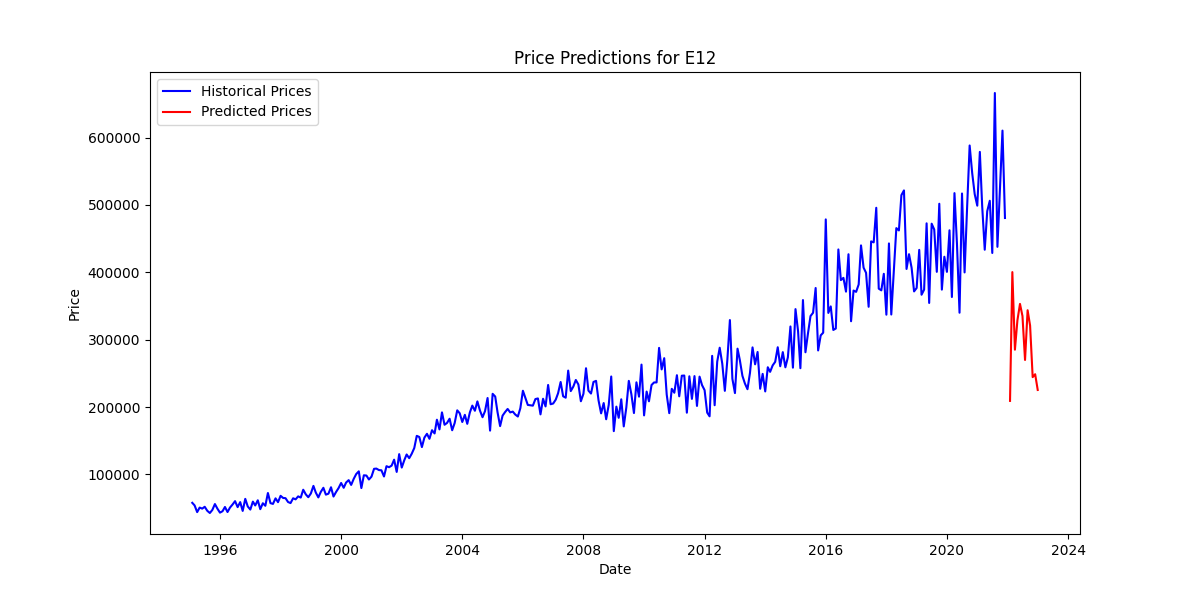 Price Predictions for E12
Historical Prices
Predicted Prices
600000
500000
400000
300000
200000
100000
Price
1996 2000 2004 2008 2012 2016 2020 2024
Date